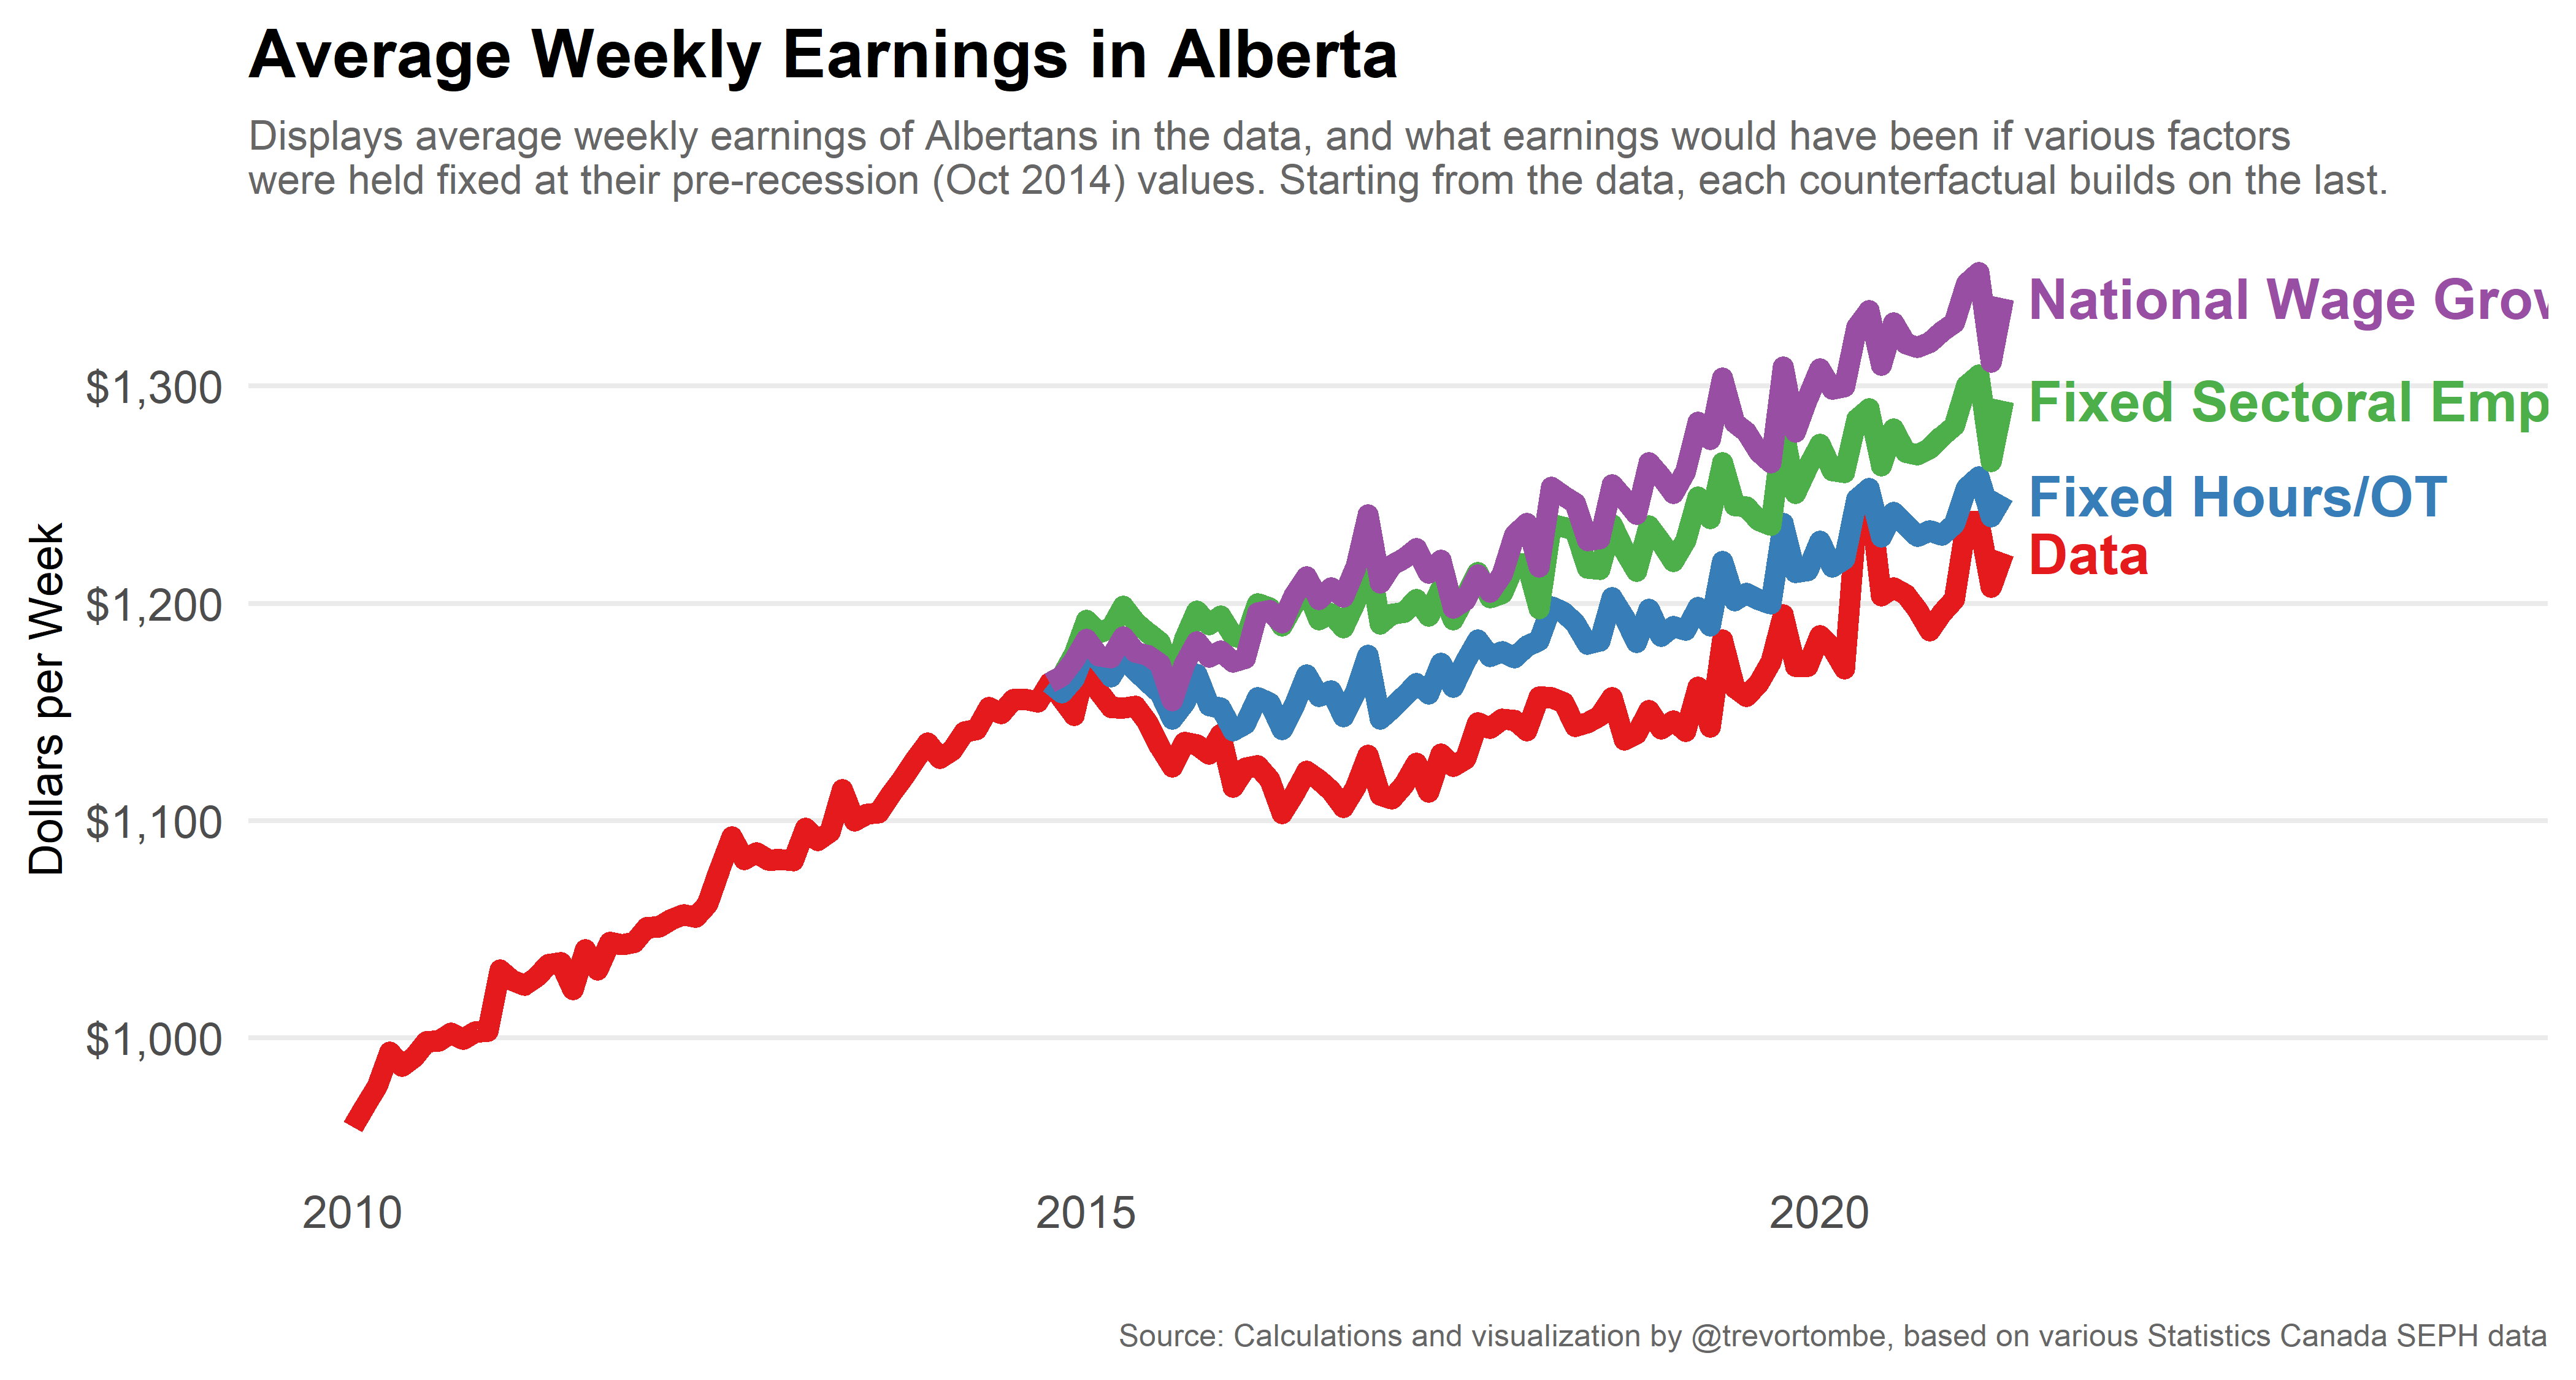 Average Weekly Earnings in Alberta
Displays average weekly earnings of Albertans in the data, and what earnings would have been if various factors
were held fixed at their pre-recession (Oct 2014) values. Starting from the data, each counterfactual builds on the last.
Dollars per Week
$1,300
$1,200
$1,100
$1,000
National Wage
Fixed Sectoral Emp
Fixed Hours/OT
Data
2010
2015
2020
Source: Calculations and visualization by @trevortombe, based on various Statistics Canada SEPH data